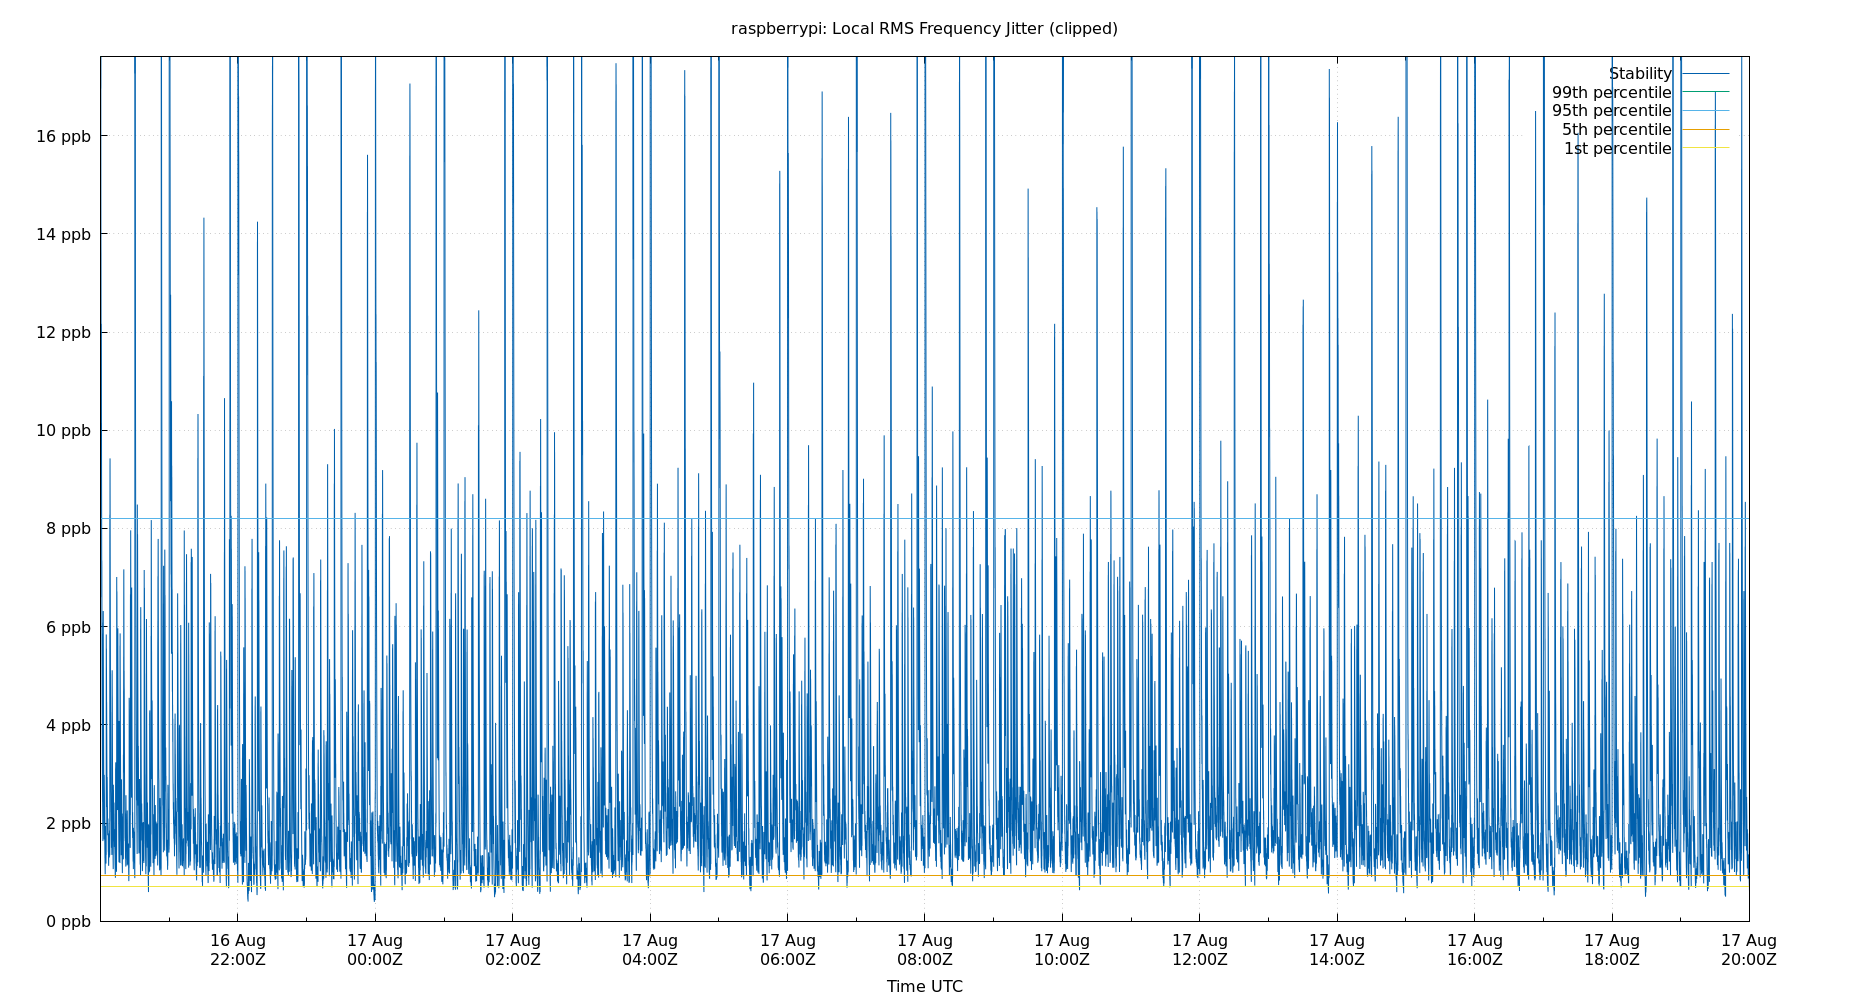 raspberrypi: Local RMS Frequency Jitter (clipped)
Stability
99th percentile
95th percentile
5th percentile
1st percentile
16 ppb
14 ppb
12 ppb
10 ppb
8 ppb
6 ppb
4 ppb
2 ppb
0 ppb
16 Aug 17 Aug 17 Aug 17 Aug 17 Aug 17 Aug 17 Aug 17 Aug 17 Aug 17 Aug 17 Aug 17 Aug
22:00Z 00:00Z 02:00Z 04:00Z 06:00Z 08:00Z 10:00Z 12:00Z 14:00Z 16:00Z 18:00Z 20:00Z
Time UTC